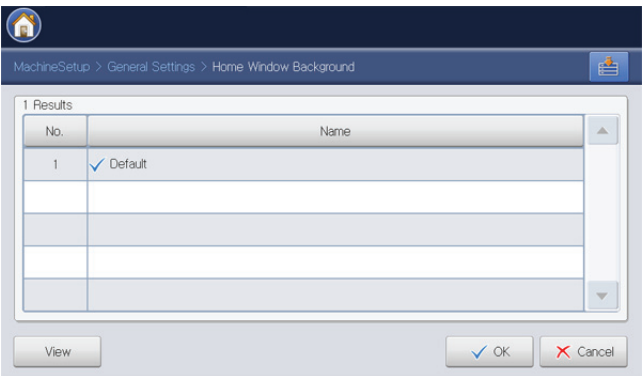 MachineSetup > General Settings > Home Window Background
1 Results
No. Name
1 Default
View OK Cancel